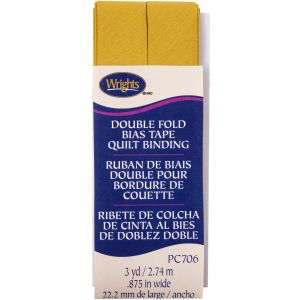 Wrights
DOUBLE FOLD
BIAS TAPE
QUILT BINDING
RUBAN DE BIAIS
DOUBLE POUR
BORDURE DE
COUETTE
RIBETE DE COLCHA
DE CINTA AL BIES
DE DOBLEZ DOBLE
PC706
3 yd / 2.74 m
.875 in wide
22.2 mm de large / ancho